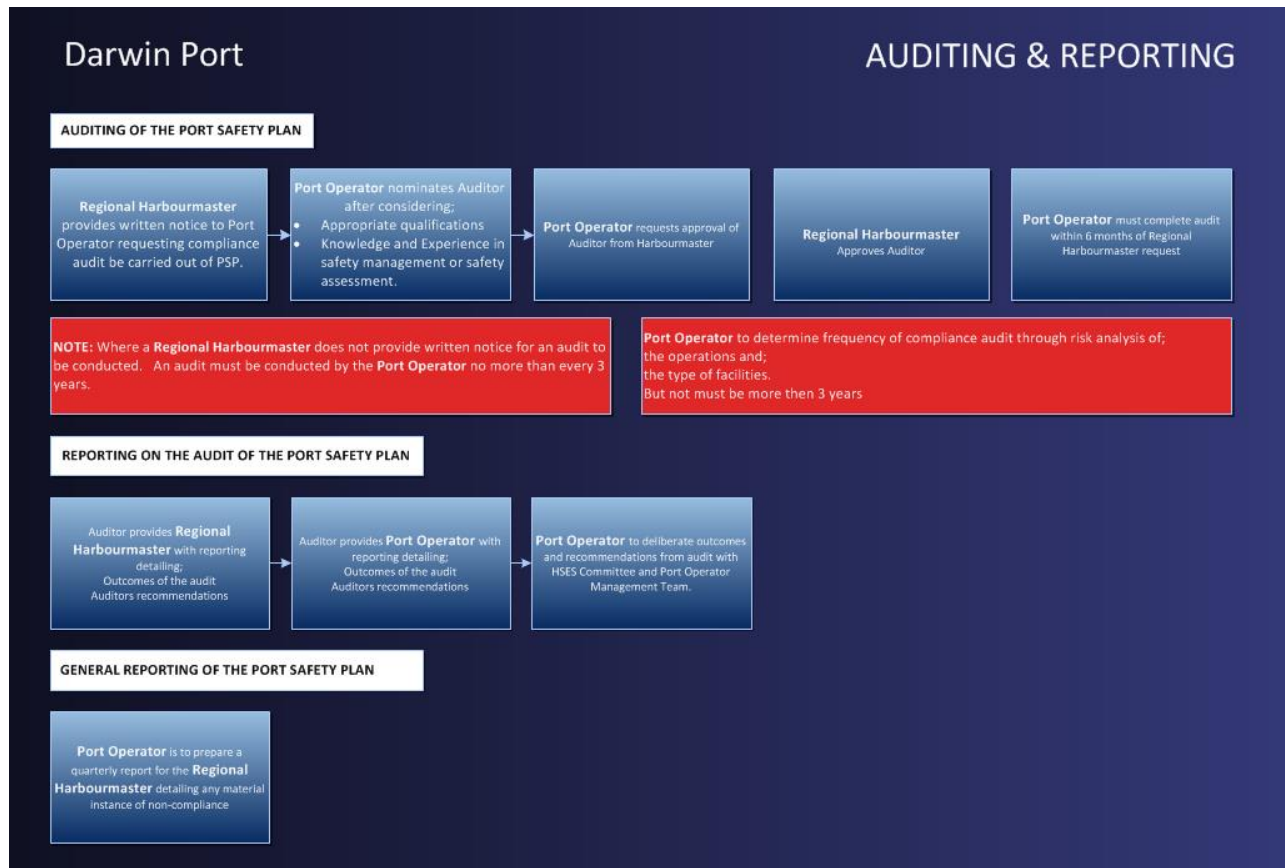 Darwin Port
AUDITING & REPORTING
AUDITING OF THE PORT SAFETY PLAN
Regional Harbourmaster
provides written notice to Port
Operator requesting compliance
audit be carried out of PSP.
Port Operator nominates Auditor
after considering;
• Appropriate qualifications
• Knowledge and Experience in
safety management or safety
assessment.
Port Operator requests approval of
Auditor from Harbourmaster
Regional Harbourmaster
Approves Auditor
Port Operator must complete audit
within 6 months of Regional
Harbourmaster request
NOTE: Where a Regional Harbourmaster does not provide written notice for an audit to
be conducted. An audit must be conducted by the Port Operator no more than every 3
years.
Port Operator to determine frequency of compliance audit through risk analysis of;
the operations and;
the type of facilities.
But not must be more then 3 years
REPORTING ON THE AUDIT OF THE PORT SAFETY PLAN
Auditor provides Regional
Harbourmaster with reporting
detailing;
Outcomes of the audit
Auditors recommendations
Auditor provides Port Operator with
reporting detailing;
Outcomes of the audit
Auditors recommendations
Port Operator to deliberate outcomes
and recommendations from audit with
HSES Committee and Port Operator
Management Team.
GENERAL REPORTING OF THE PORT SAFETY PLAN
Port Operator is to prepare a
quarterly report for the Regional
Harbourmaster detailing any material
instance of non-compliance